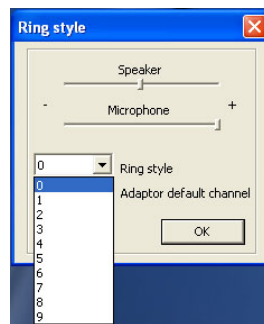 Ring style
Speaker
- Microphone +
0 Ring style
0
1
2
3
4
5
6
7
8
9
Adaptor default channel
OK